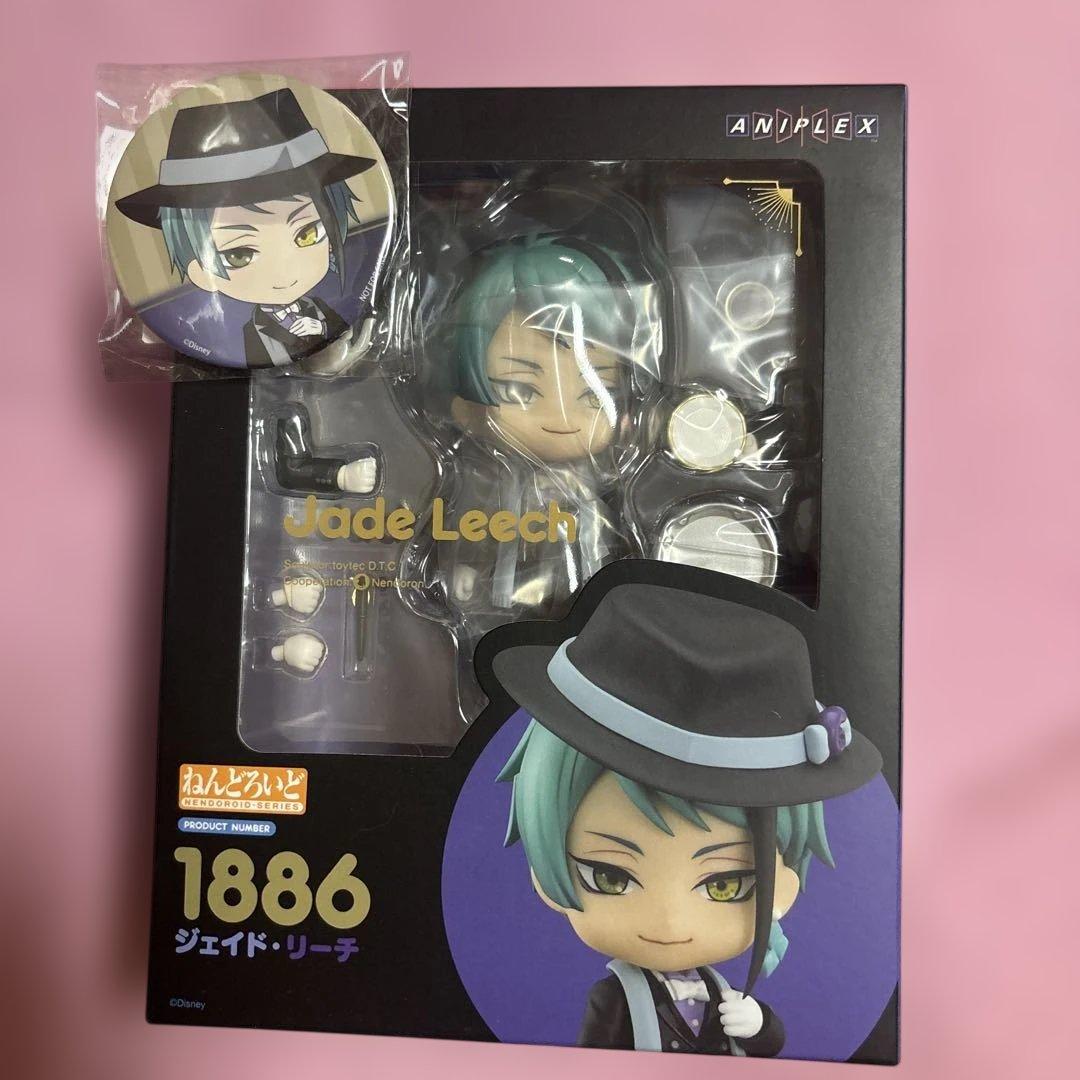 ANIPLEX
©Disney
NOT FOR
Jade Leech
Sculptor toytec D.T.C
Cooperation Nendoron
ねんどろいど
NENDOROID-SERIES
PRODUCT NUMBER
1886
ジェイド・リーチ
©Disney